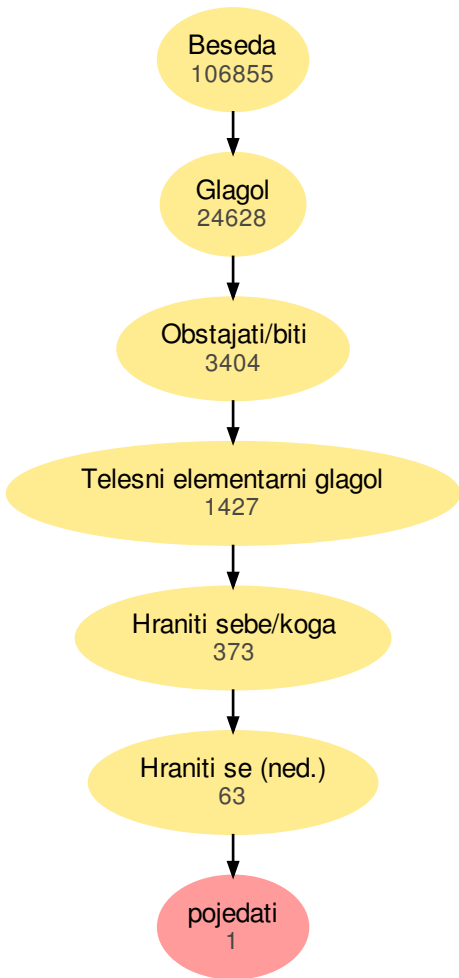 Beseda
106855
Glagol
24628
Obstajati/biti
3404
Telesni elementarni glagol
1427
Hraniti sebe/koga
373
Hraniti se (ned.)
63
pojedati
1